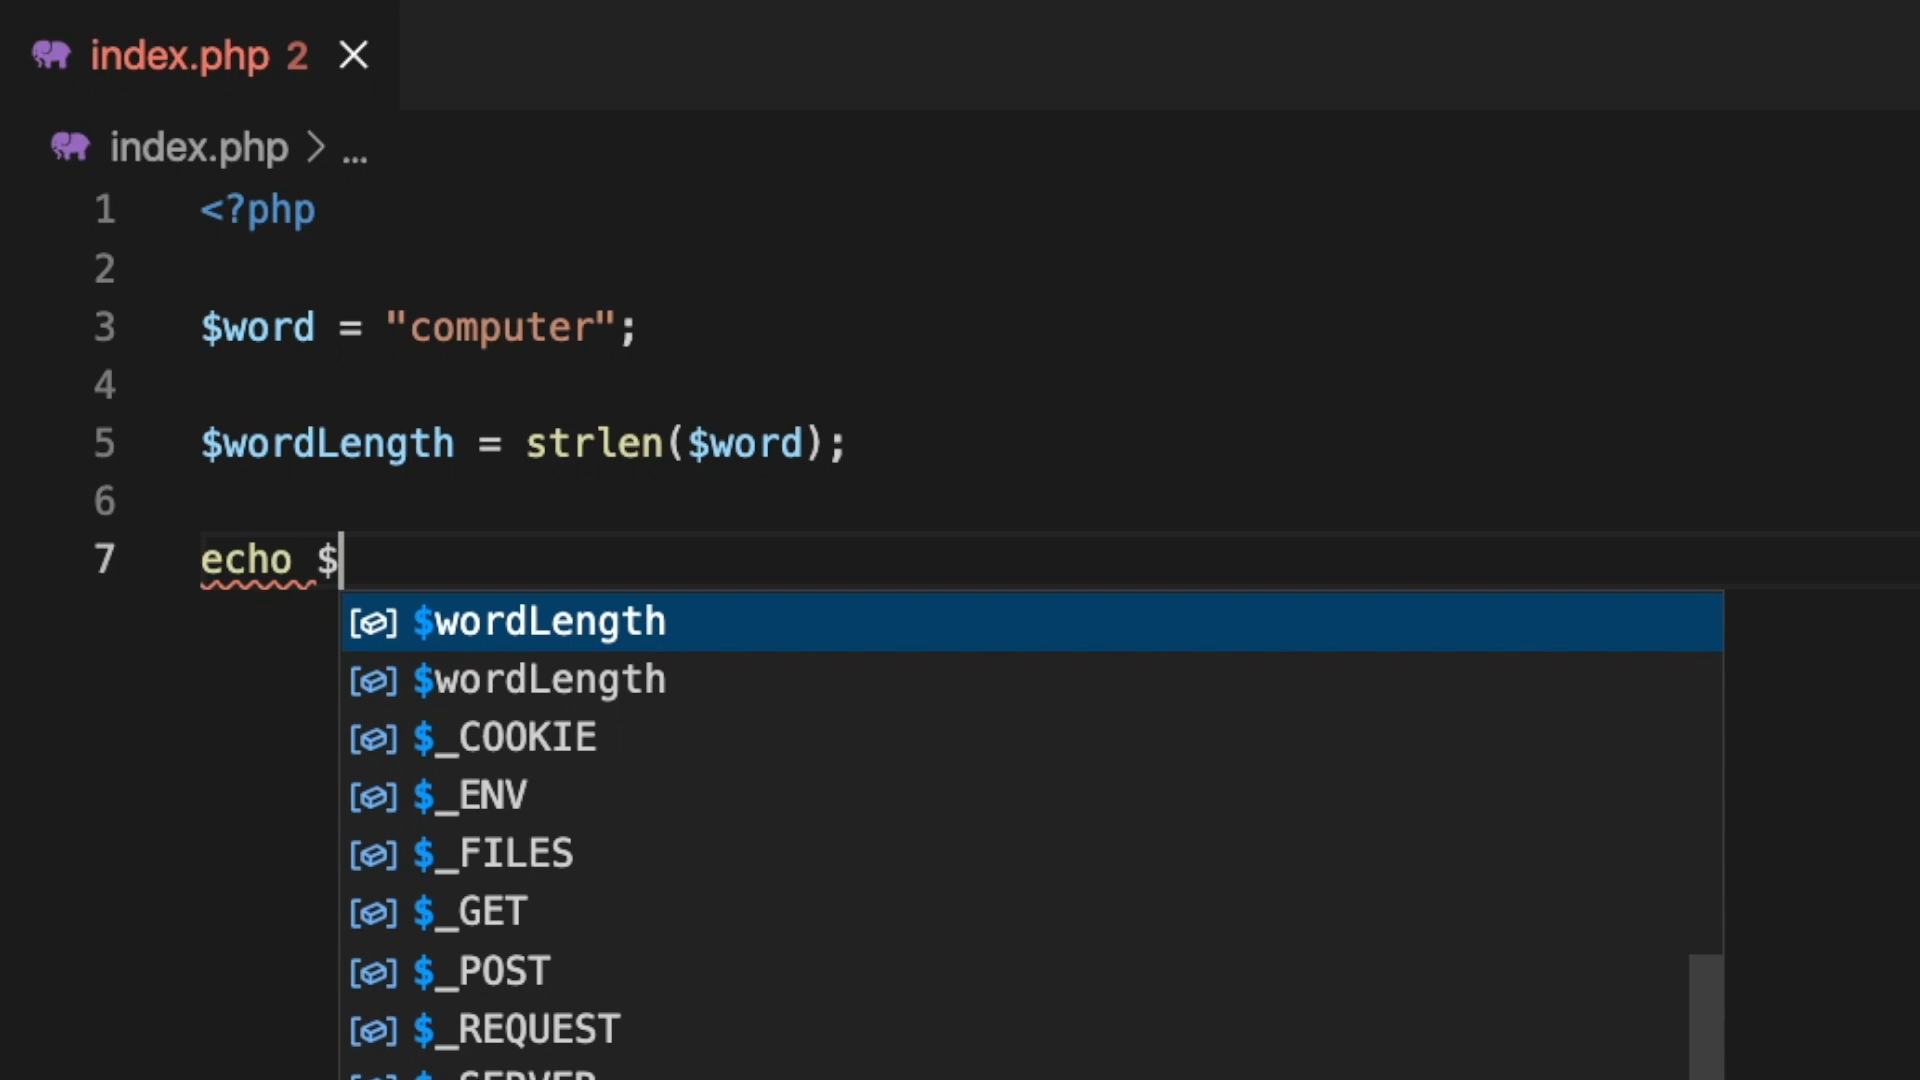 index.php 2
index.php > ...
1 <?php
2
3 $word = "computer";
4
5 $wordLength = strlen($word);
6
7 echo $
$wordLength
$wordLength
$_COOKIE
$_ENV
$_FILES
$_GET
$_POST
$_REQUEST
$_SERVER